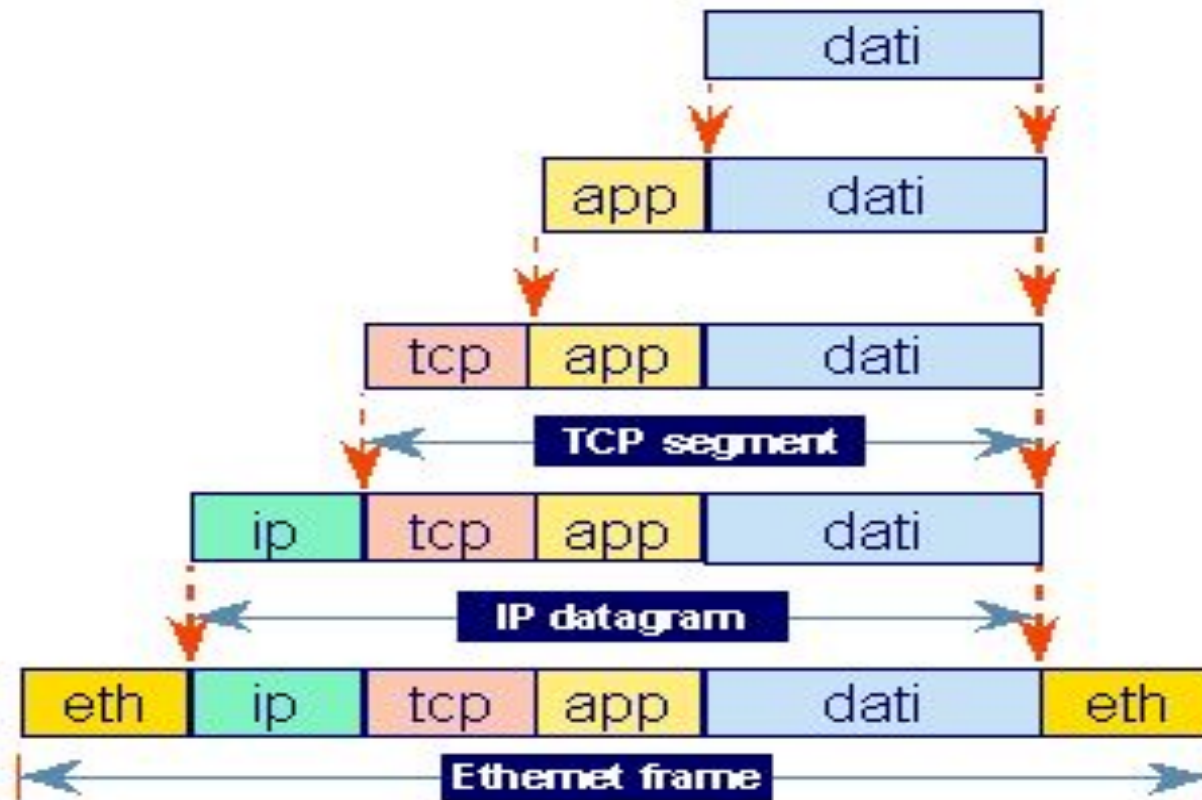 dati
app dati
tcp app dati
TCP segment
ip tcp app dati
IP datagram
eth ip tcp app dati eth
Ethernet frame